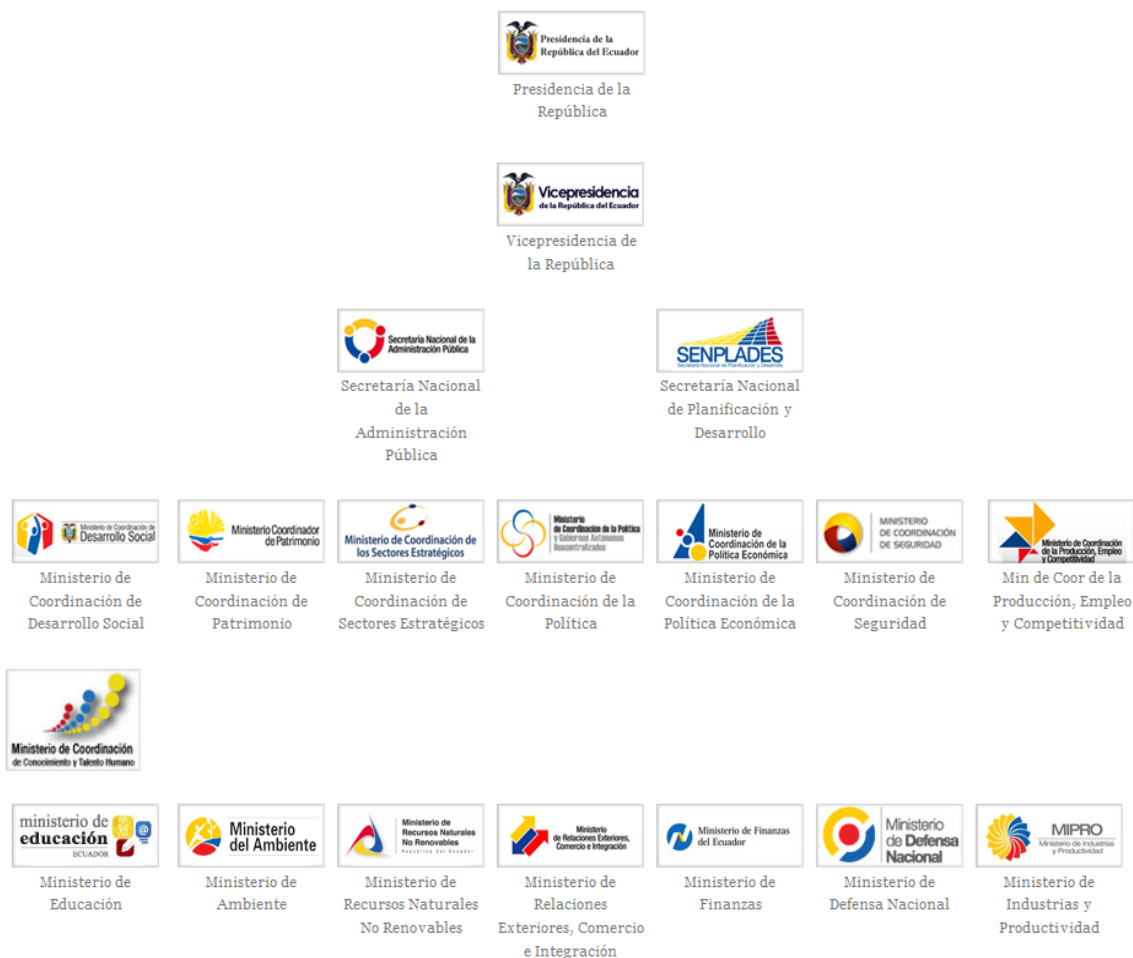 Presidencia de la
República del Ecuador
Presidencia de la
República
Vicepresidencia
de la República del Ecuador
Vicepresidencia de
la República
Secretaría Nacional de la
Administración Pública
Secretaría Nacional
de la
Administración
Pública
SENPLADES
Secretaría Nacional de Planificación y Desarrollo
Secretaría Nacional
de Planificación y
Desarrollo
Ministerio de Coordinación de
Desarrollo Social
Ministerio de
Coordinación de
Desarrollo Social
Ministerio Coordinador
de Patrimonio
Ministerio de
Coordinación de
Patrimonio
Ministerio de Coordinación de
los Sectores Estratégicos
Ministerio de
Coordinación de
Sectores Estratégicos
Ministerio
de Coordinación de la Política
y Gobiernos Autónomos
Descentralizados
Ministerio de
Coordinación de la
Política
Ministerio de
Coordinación de la
Política Económica
Ministerio de
Coordinación de la
Política Económica
MINISTERIO
DE COORDINACIÓN
DE SEGURIDAD
Ministerio de
Coordinación de
Seguridad
Ministerio de Coordinación
de la Producción, Empleo
y Competitividad
Min de Coor de la
Producción, Empleo
y Competitividad
Ministerio de Coordinación
de Conocimiento y Talento Humano
ministerio de
educación
ECUADOR
Ministerio de
Educación
Ministerio
del Ambiente
Ministerio de
Ambiente
Ministerio de
Recursos Naturales
No Renovables
República del Ecuador
Ministerio de
Recursos Naturales
No Renovables
Ministerio
de Relaciones Exteriores,
Comercio e Integración
Ministerio de
Relaciones
Exteriores, Comercio
e Integración
Ministerio de Finanzas
del Ecuador
Ministerio de
Finanzas
Ministerio
de Defensa
Nacional
Ministerio de
Defensa Nacional
MIPRO
Ministerio de Industrias
y Productividad
Ministerio de
Industrias y
Productividad